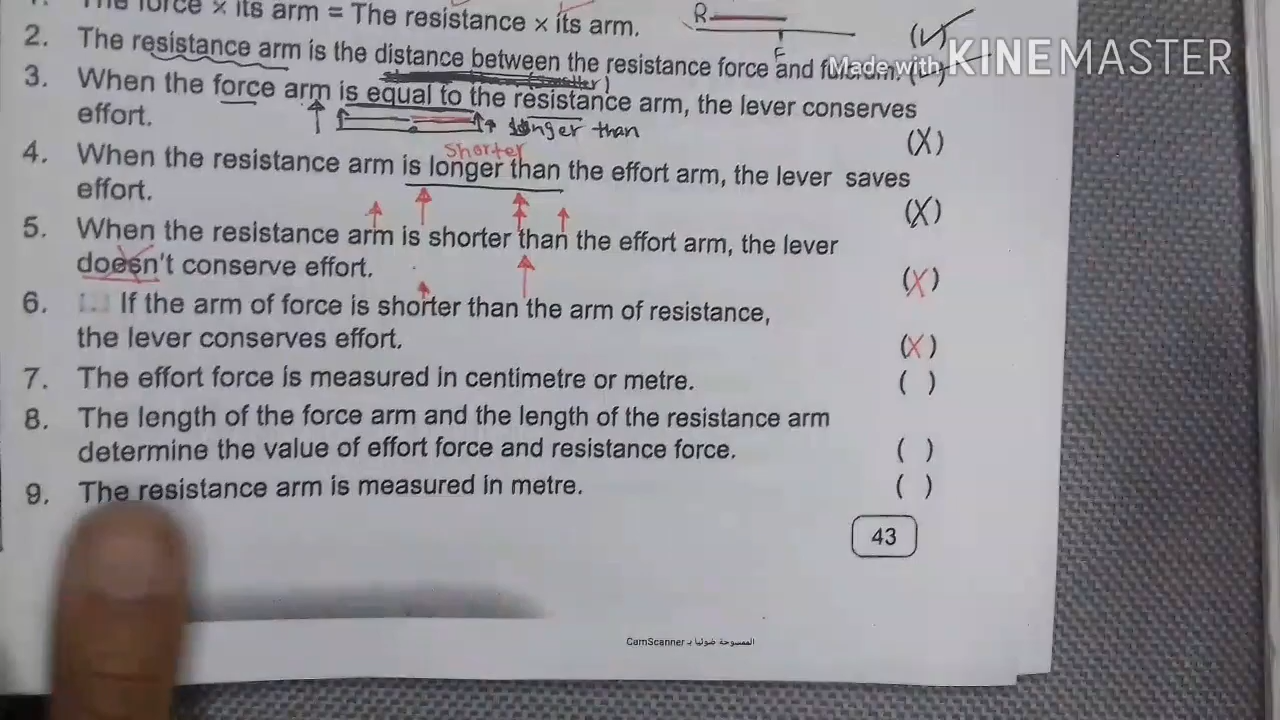 force × its arm = The resistance × its arm.
R
F
(✓)
2. The resistance arm is the distance between the resistance force and fulcrum. (✓)
Made with KINEMASTER
3. When the force arm is equal to the resistance arm, the lever conserves
effort. (X)
longer than
shorter
4. When the resistance arm is longer than the effort arm, the lever saves
effort. (X)
5. When the resistance arm is shorter than the effort arm, the lever
doesn't conserve effort. (X)
6. If the arm of force is shorter than the arm of resistance,
the lever conserves effort. (X)
7. The effort force is measured in centimetre or metre. ( )
8. The length of the force arm and the length of the resistance arm
determine the value of effort force and resistance force. ( )
9. The resistance arm is measured in metre. ( )
43
الممسوحة ضوئيا بـ CamScanner